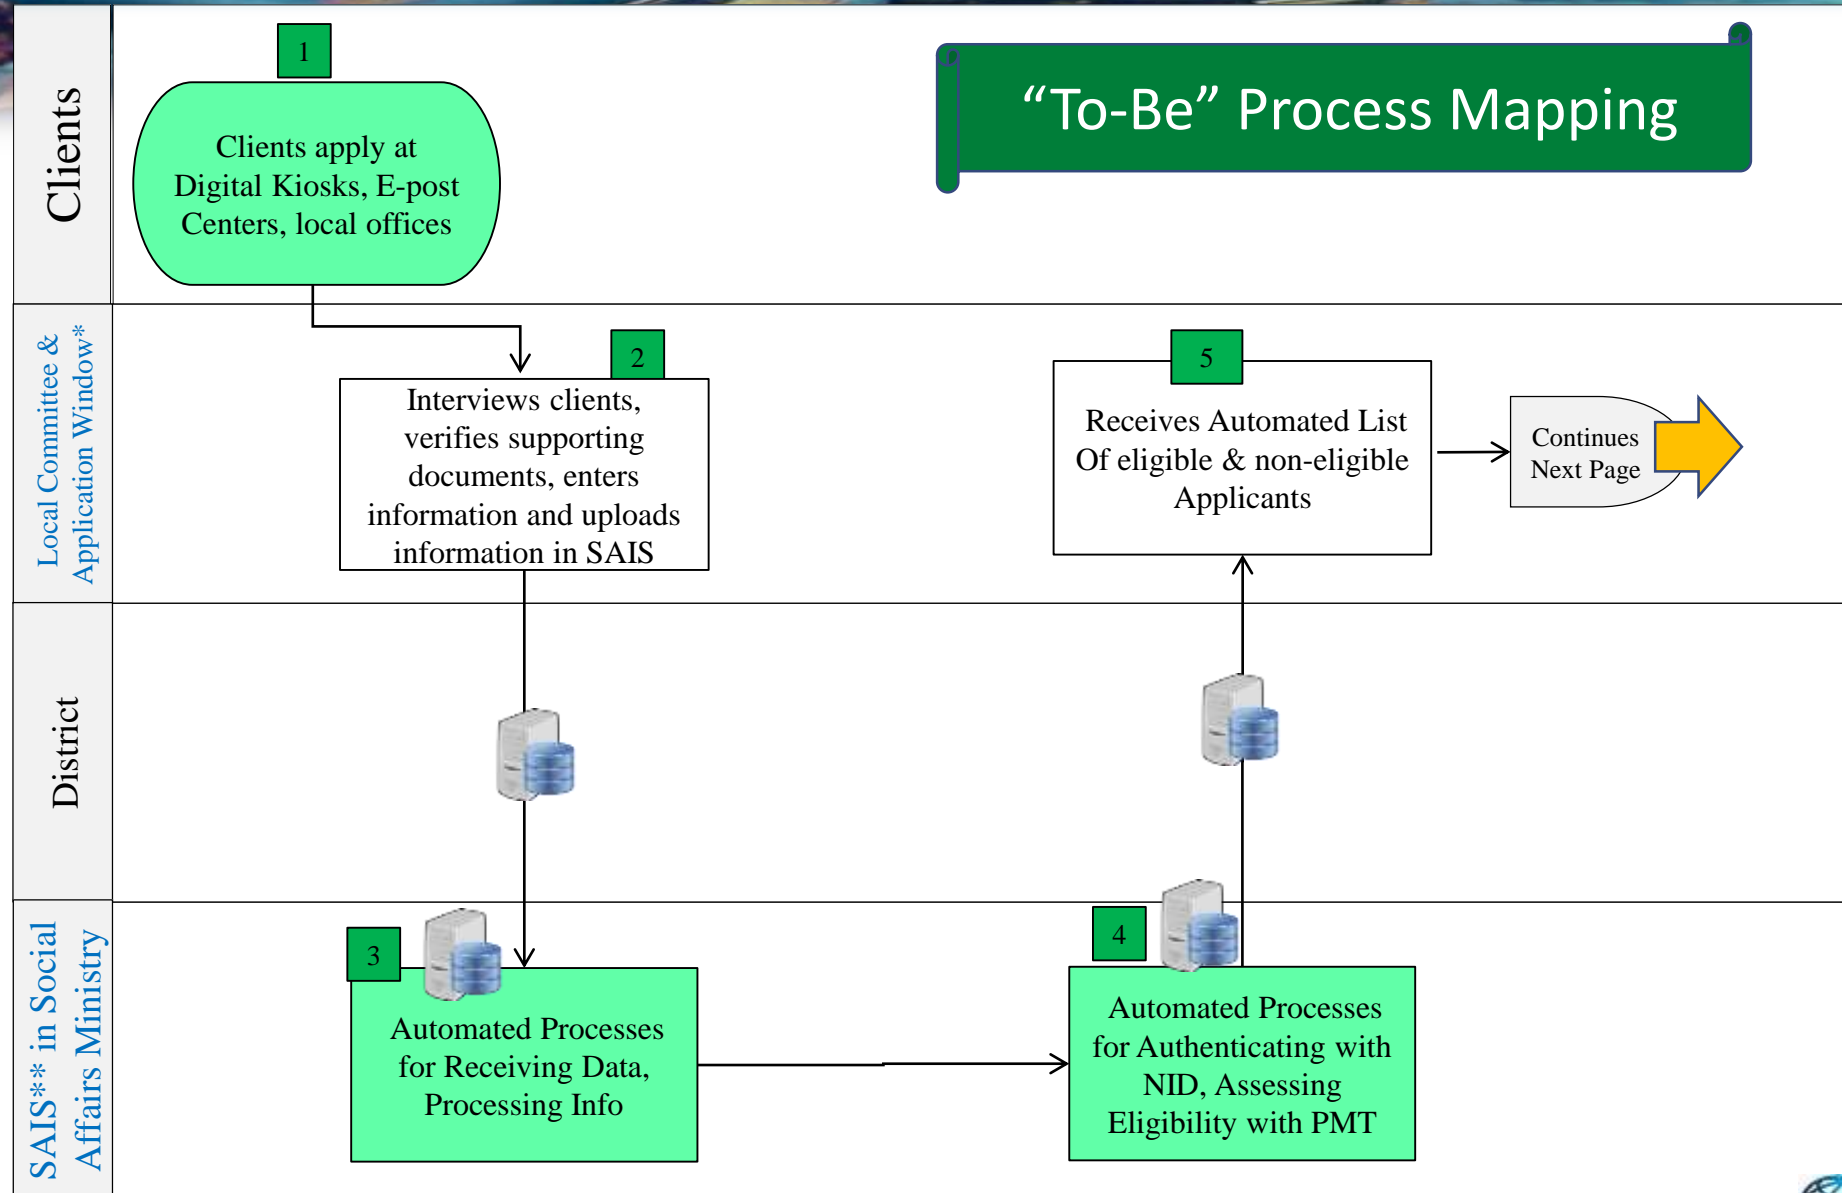 “To-Be” Process Mapping
Clients
1
Clients apply at
Digital Kiosks, E-post
Centers, local offices
Local Committee &
Application Window*
2
Interviews clients,
verifies supporting
documents, enters
information and uploads
information in SAIS
5
Receives Automated List
Of eligible & non-eligible
Applicants
Continues
Next Page
District
SAIS** in Social
Affairs Ministry
3
Automated Processes
for Receiving Data,
Processing Info
4
Automated Processes
for Authenticating with
NID, Assessing
Eligibility with PMT